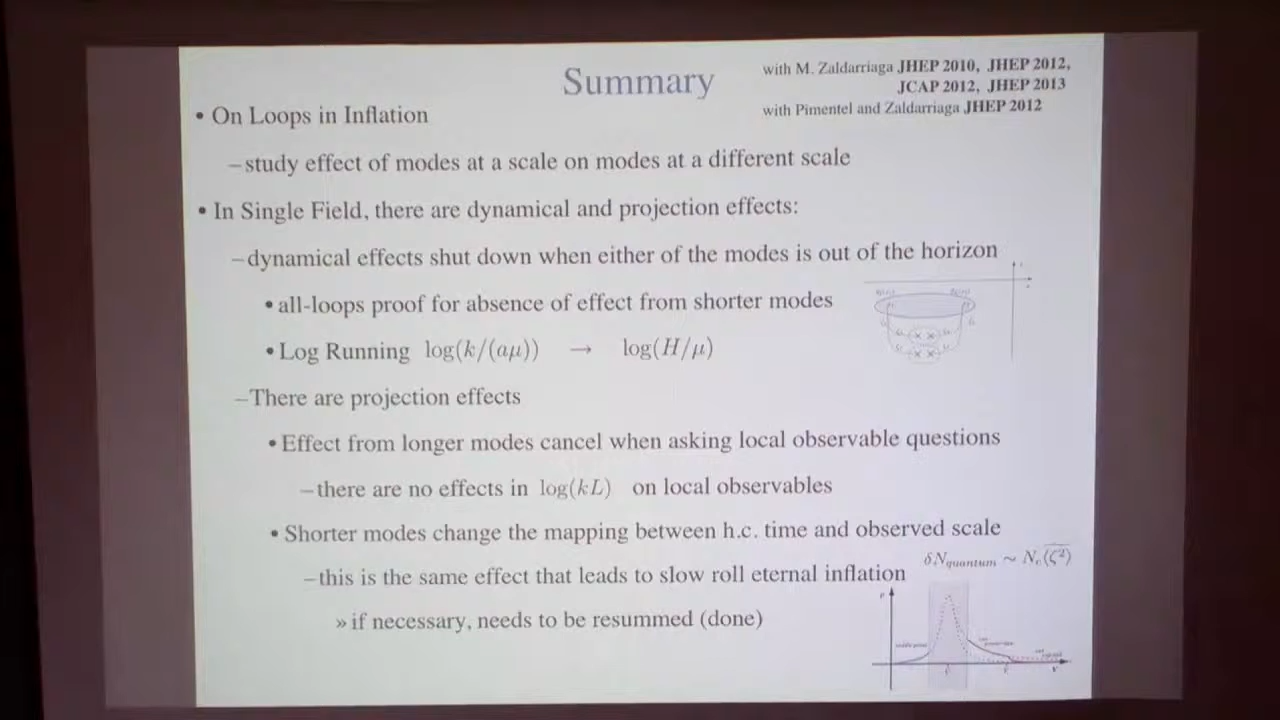 Summary
with M. Zaldarriaga JHEP 2010, JHEP 2012,
JCAP 2012, JHEP 2013
with Pimentel and Zaldarriaga JHEP 2012
• On Loops in Inflation
–study effect of modes at a scale on modes at a different scale
• In Single Field, there are dynamical and projection effects:
–dynamical effects shut down when either of the modes is out of the horizon
• all-loops proof for absence of effect from shorter modes
• Log Running log(k/(aμ)) → log(H/μ)
–There are projection effects
• Effect from longer modes cancel when asking local observable questions
–there are no effects in log(kL) on local observables
• Shorter modes change the mapping between h.c. time and observed scale
δN_quantum ~ N_c⟨ζ²⟩
–this is the same effect that leads to slow roll eternal inflation
» if necessary, needs to be resummed (done)